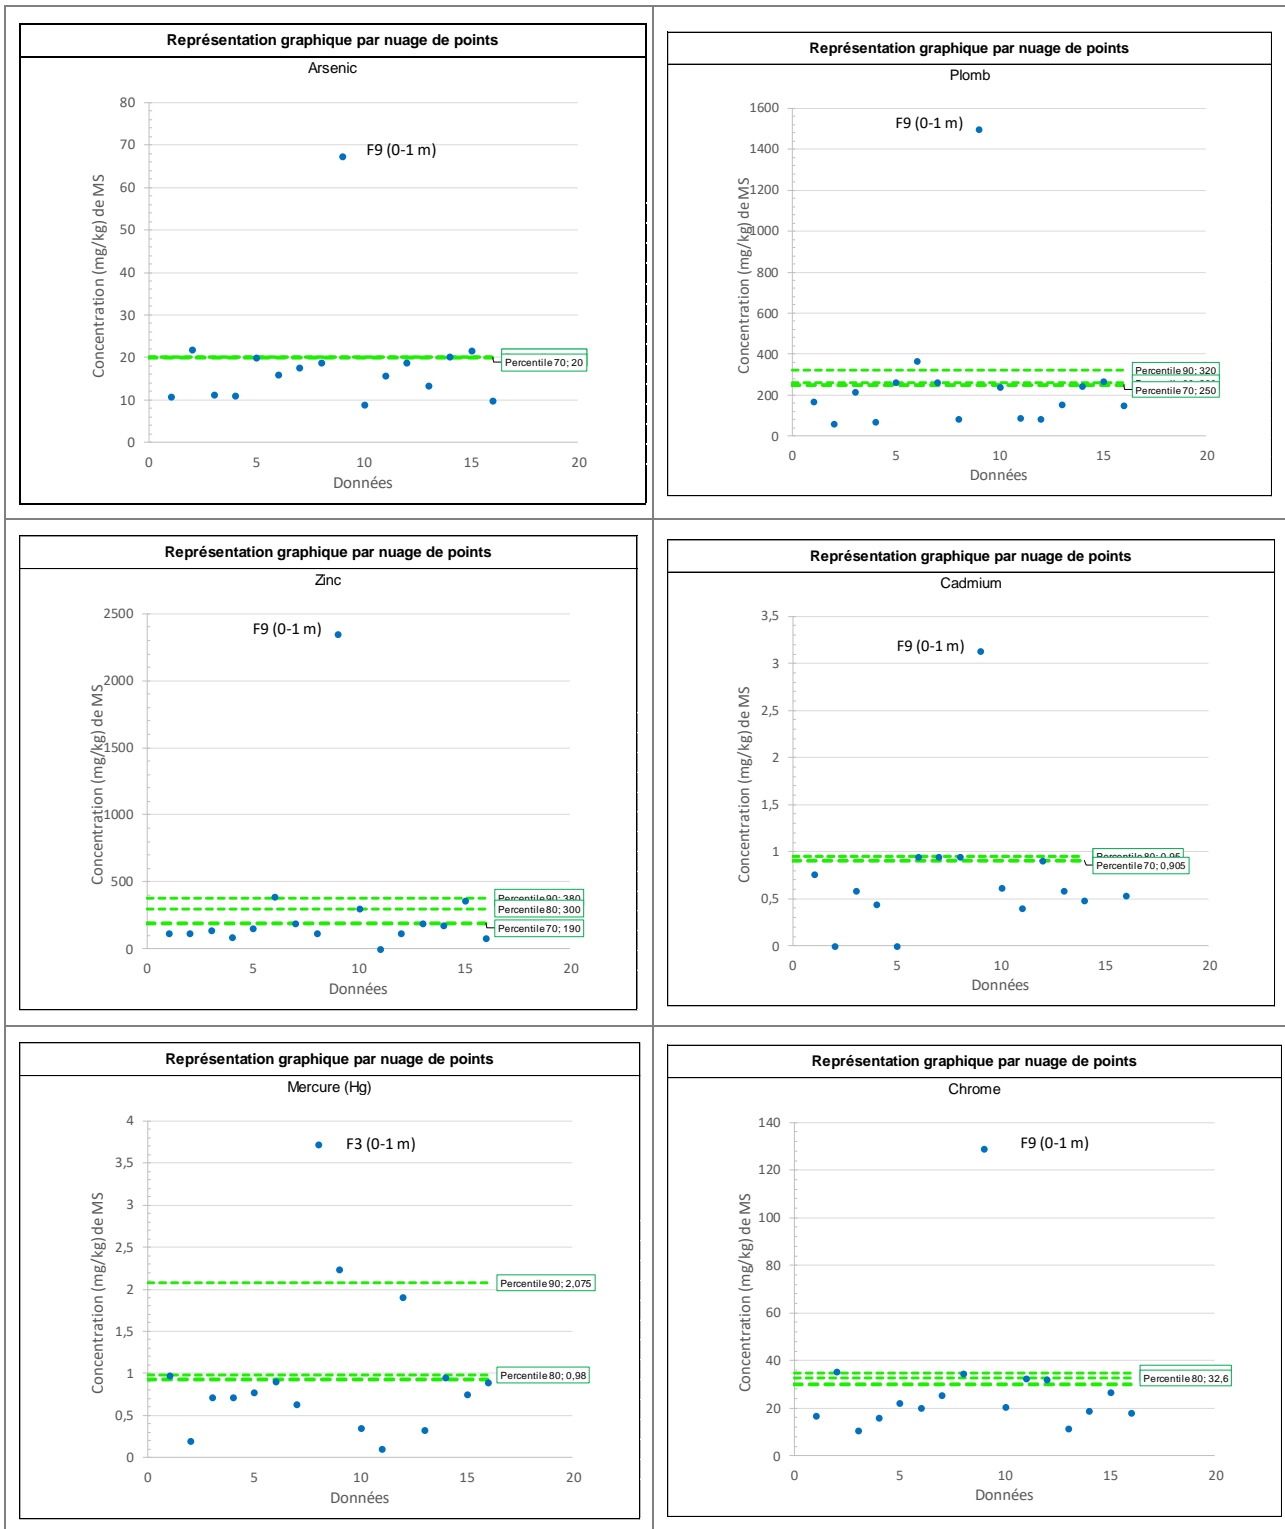 Représentation graphique par nuage de points
Arsenic
Concentration (mg/kg) de MS
80
70
60
50
40
30
20
10
0
F9 (0-1 m)
Percentile 70; 20
0 5 10 15 20
Données
Représentation graphique par nuage de points
Plomb
Concentration (mg/kg) de MS
1600
1400
1200
1000
800
600
400
200
0
F9 (0-1 m)
Percentile 90; 320
Percentile 70; 250
0 5 10 15 20
Données
Représentation graphique par nuage de points
Zinc
Concentration (mg/kg) de MS
2500
2000
1500
1000
500
0
F9 (0-1 m)
Percentile 90; 380
Percentile 80; 300
Percentile 70; 190
0 5 10 15 20
Données
Représentation graphique par nuage de points
Cadmium
Concentration (mg/kg) de MS
3,5
3
2,5
2
1,5
1
0,5
0
F9 (0-1 m)
Percentile 80; 0,95
Percentile 70; 0,905
0 5 10 15 20
Données
Représentation graphique par nuage de points
Mercure (Hg)
Concentration (mg/kg) de MS
4
3,5
3
2,5
2
1,5
1
0,5
0
F3 (0-1 m)
Percentile 90; 2,075
Percentile 80; 0,98
0 5 10 15 20
Données
Représentation graphique par nuage de points
Chrome
Concentration (mg/kg) de MS
140
120
100
80
60
40
20
0
F9 (0-1 m)
Percentile 80; 32,6
0 5 10 15 20
Données